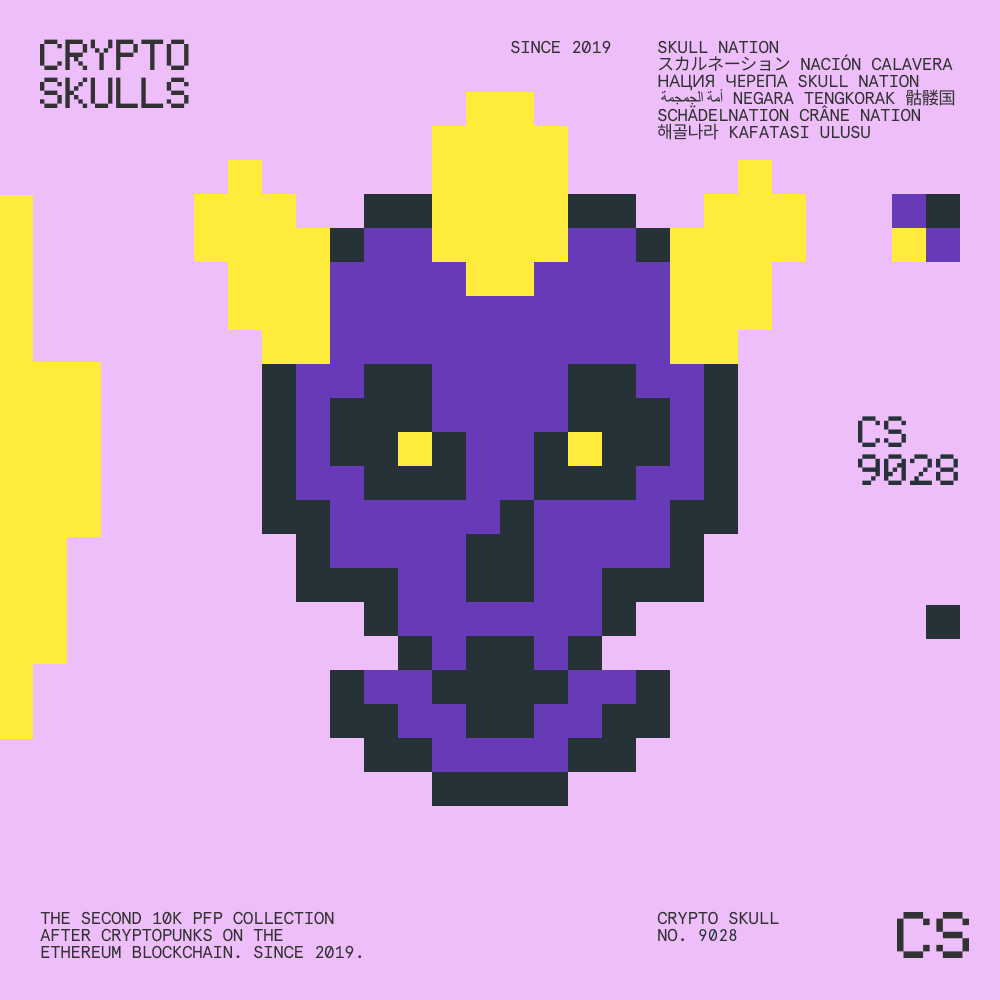 CRYPTO
SKULLS
SINCE 2019
SKULL NATION
スカルネーション NACIÓN CALAVERA
НАЦИЯ ЧЕРЕПА SKULL NATION
أمة الجمجمة NEGARA TENGKORAK 骷髅国
SCHÄDELNATION CRÂNE NATION
해골나라 KAFATASI ULUSU
CS
9028
THE SECOND 10K PFP COLLECTION
AFTER CRYPTOPUNKS ON THE
ETHEREUM BLOCKCHAIN. SINCE 2019.
CRYPTO SKULL
NO. 9028
CS